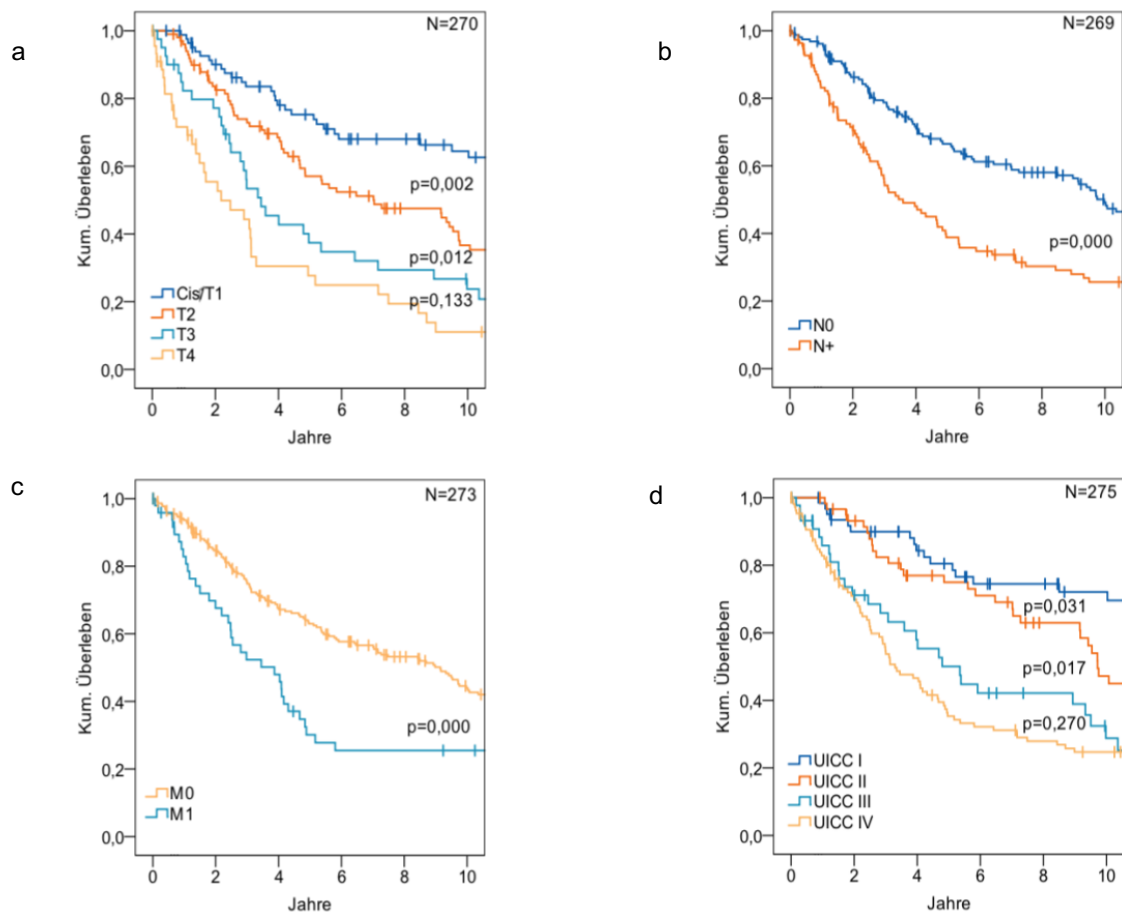 a
N=270
Kum. Überleben
1,0
0,8
0,6
0,4
0,2
0,0
p=0,002
p=0,012
p=0,133
Cis/T1
T2
T3
T4
0 2 4 6 8 10
Jahre
b
N=269
Kum. Überleben
1,0
0,8
0,6
0,4
0,2
0,0
p=0,000
N0
N+
0 2 4 6 8 10
Jahre
c
N=273
Kum. Überleben
1,0
0,8
0,6
0,4
0,2
0,0
p=0,000
M0
M1
0 2 4 6 8 10
Jahre
d
N=275
Kum. Überleben
1,0
0,8
0,6
0,4
0,2
0,0
p=0,031
p=0,017
p=0,270
UICC I
UICC II
UICC III
UICC IV
0 2 4 6 8 10
Jahre